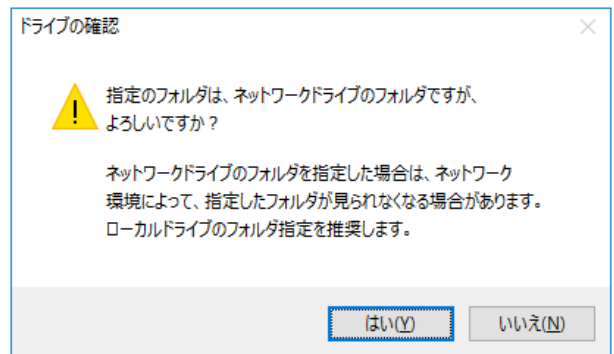 ドライブの確認
指定のフォルダは、ネットワークドライブのフォルダですが、
よろしいですか？
ネットワークドライブのフォルダを指定した場合は、ネットワーク
環境によって、指定したフォルダが見られなくなる場合があります。
ローカルドライブのフォルダ指定を推奨します。
はい(Y)
いいえ(N)